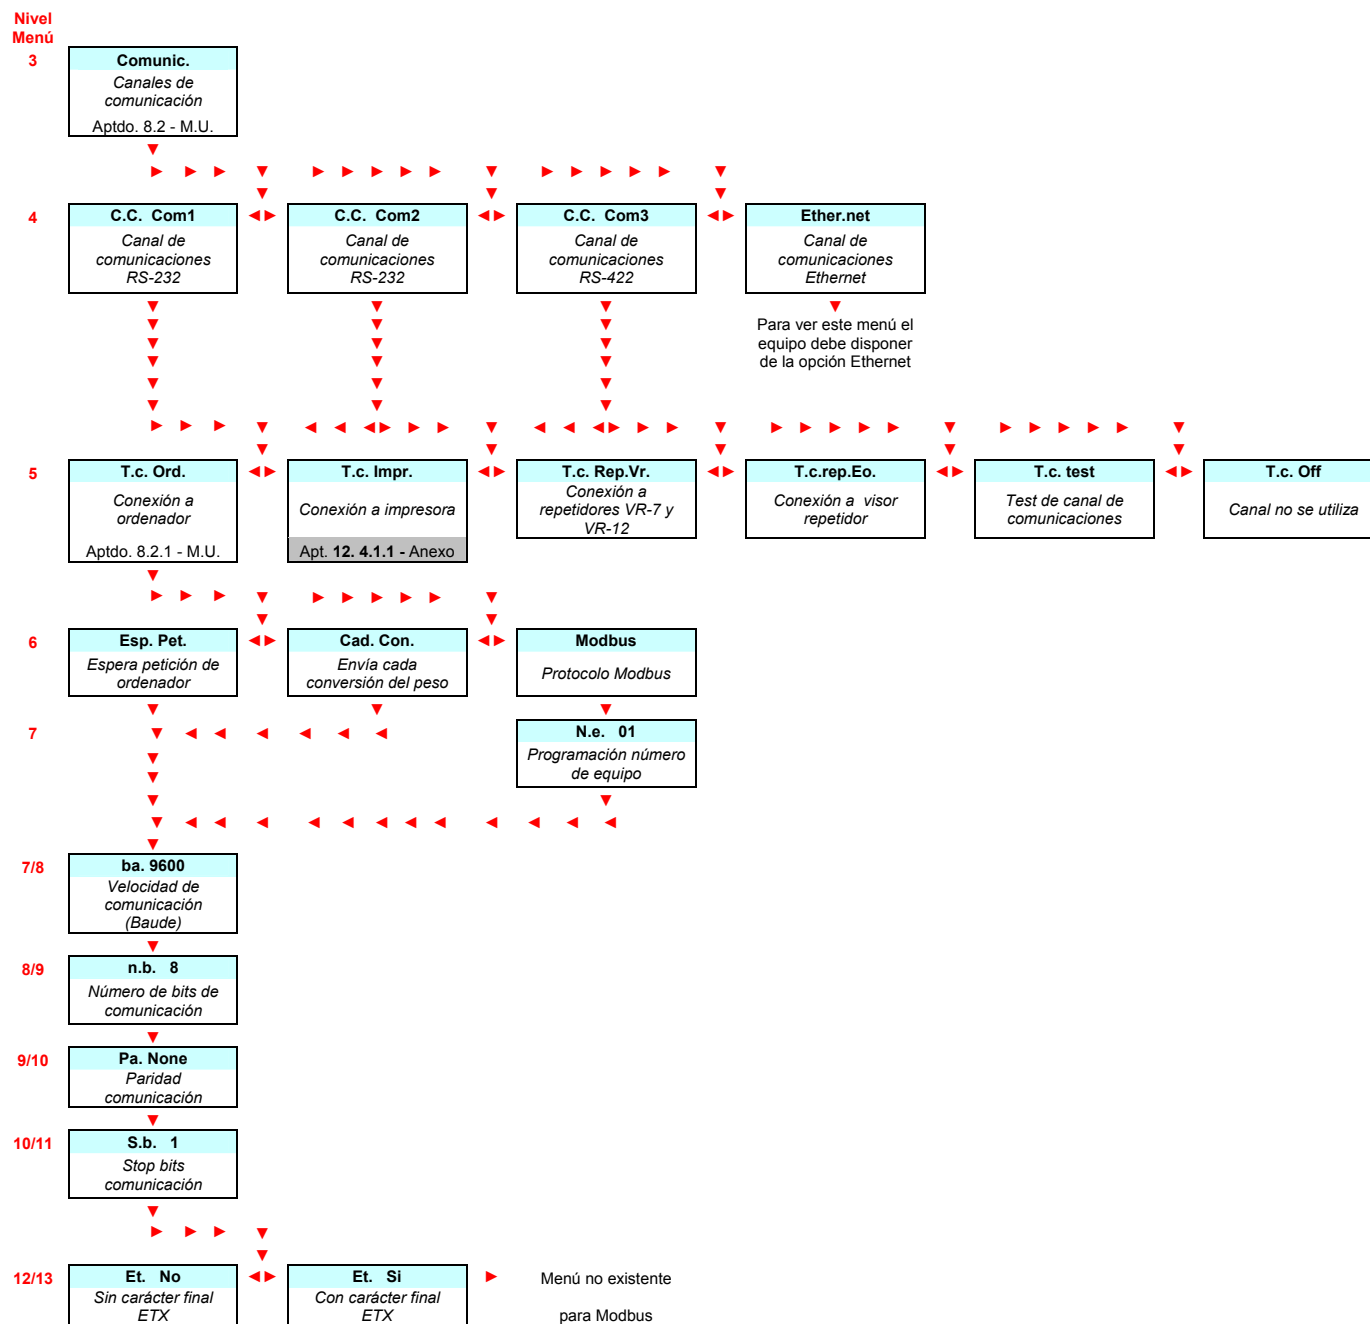 Nivel
Menú
3
Comunic.
Canales de
comunicación
Aptdo. 8.2 - M.U.
4
C.C. Com1
Canal de
comunicaciones
RS-232
C.C. Com2
Canal de
comunicaciones
RS-232
C.C. Com3
Canal de
comunicaciones
RS-422
Ether.net
Canal de
comunicaciones
Ethernet
Para ver este menú el
equipo debe disponer
de la opción Ethernet
5
T.c. Ord.
Conexión a
ordenador
Aptdo. 8.2.1 - M.U.
T.c. Impr.
Conexión a impresora
Apt. 12. 4.1.1 - Anexo
T.c. Rep.Vr.
Conexión a
repetidores VR-7 y
VR-12
T.c.rep.Eo.
Conexión a visor
repetidor
T.c. test
Test de canal de
comunicaciones
T.c. Off
Canal no se utiliza
6
Esp. Pet.
Espera petición de
ordenador
Cad. Con.
Envía cada
conversión del peso
Modbus
Protocolo Modbus
7
N.e. 01
Programación número
de equipo
7/8
ba. 9600
Velocidad de
comunicación
(Baude)
8/9
n.b. 8
Número de bits de
comunicación
9/10
Pa. None
Paridad
comunicación
10/11
S.b. 1
Stop bits
comunicación
12/13
Et. No
Sin carácter final
ETX
Et. Si
Con carácter final
ETX
Menú no existente
para Modbus